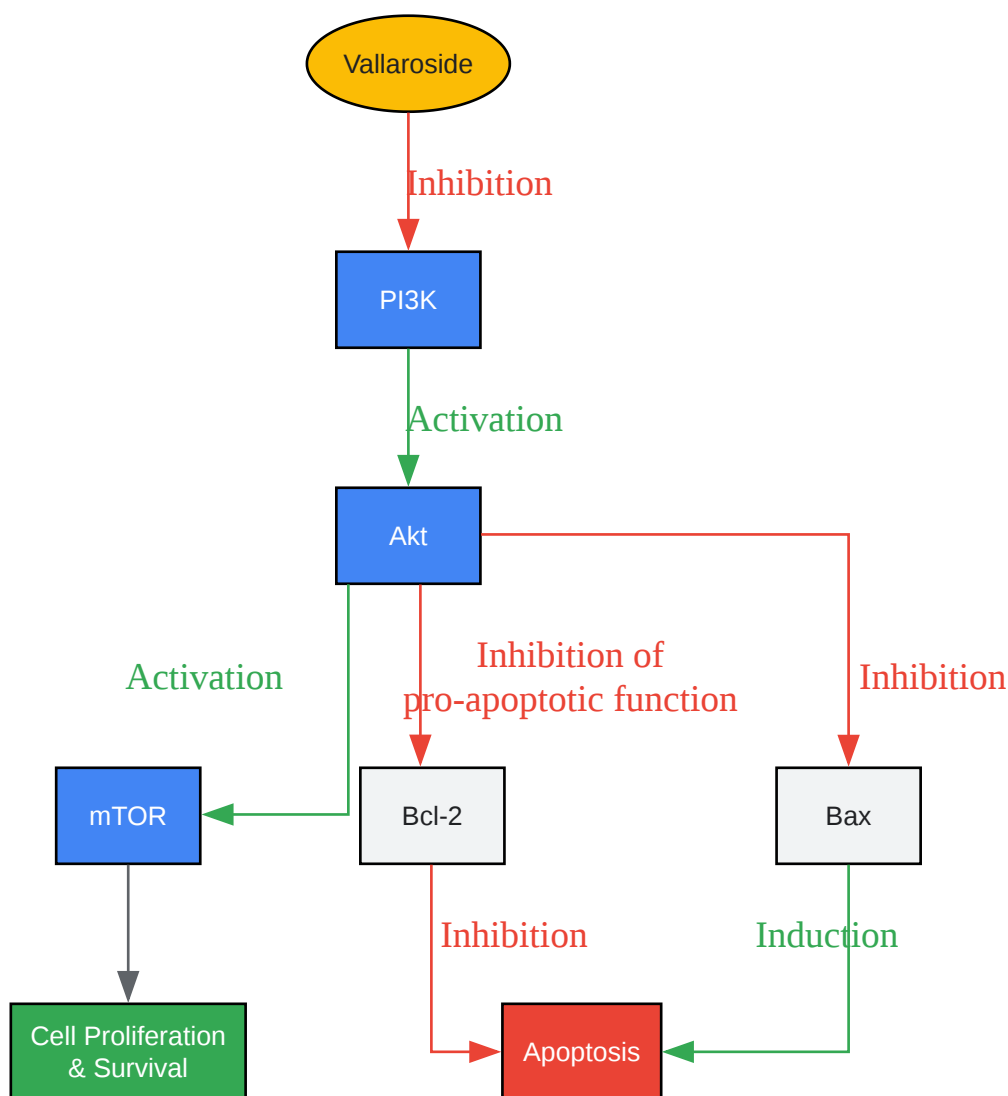 Vallaroside
Inhibition
PI3K
Activation
Akt
Activation
Inhibition of
pro-apoptotic function
Inhibition
mTOR
Bcl-2
Bax
Inhibition
Induction
Cell Proliferation
& Survival
Apoptosis